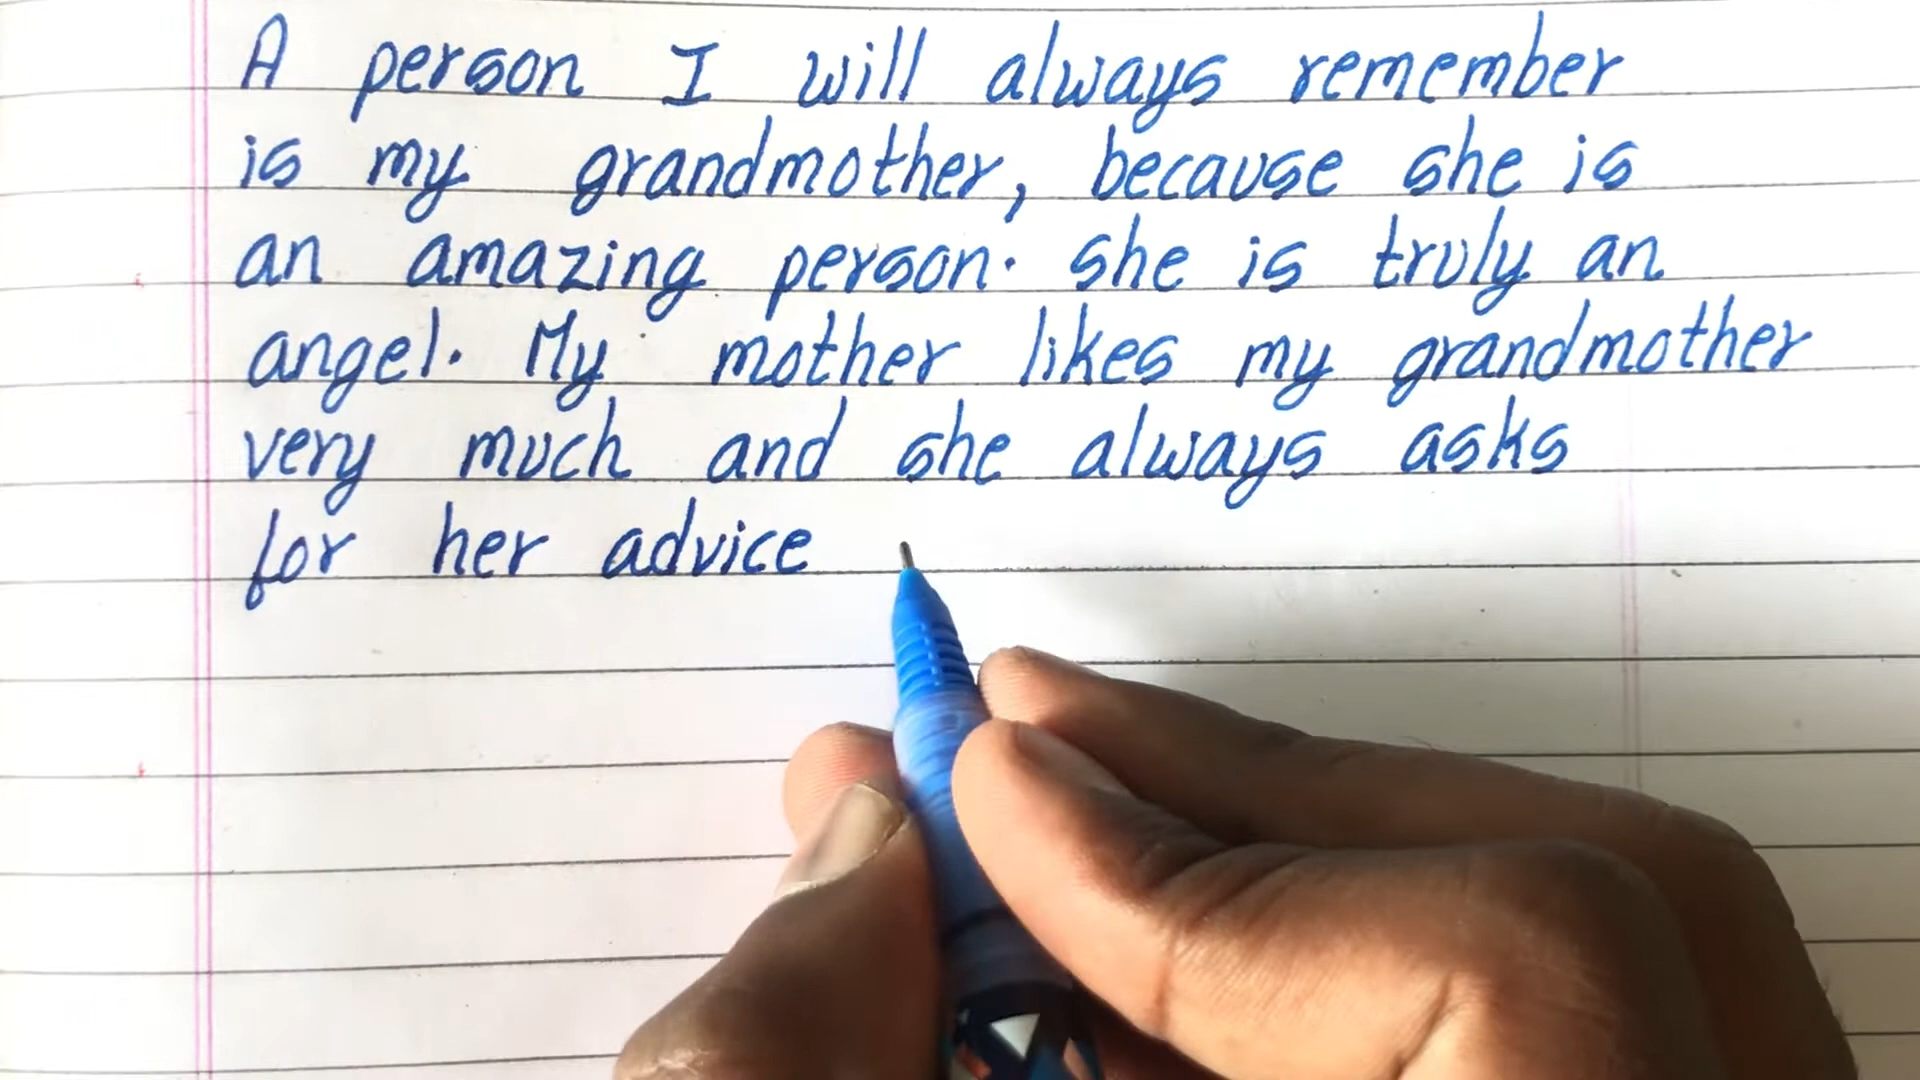 A person I will always remember
is my grandmother, because she is
an amazing person. she is truly an
angel. My mother likes my grandmother
very much and she always asks
for her advice